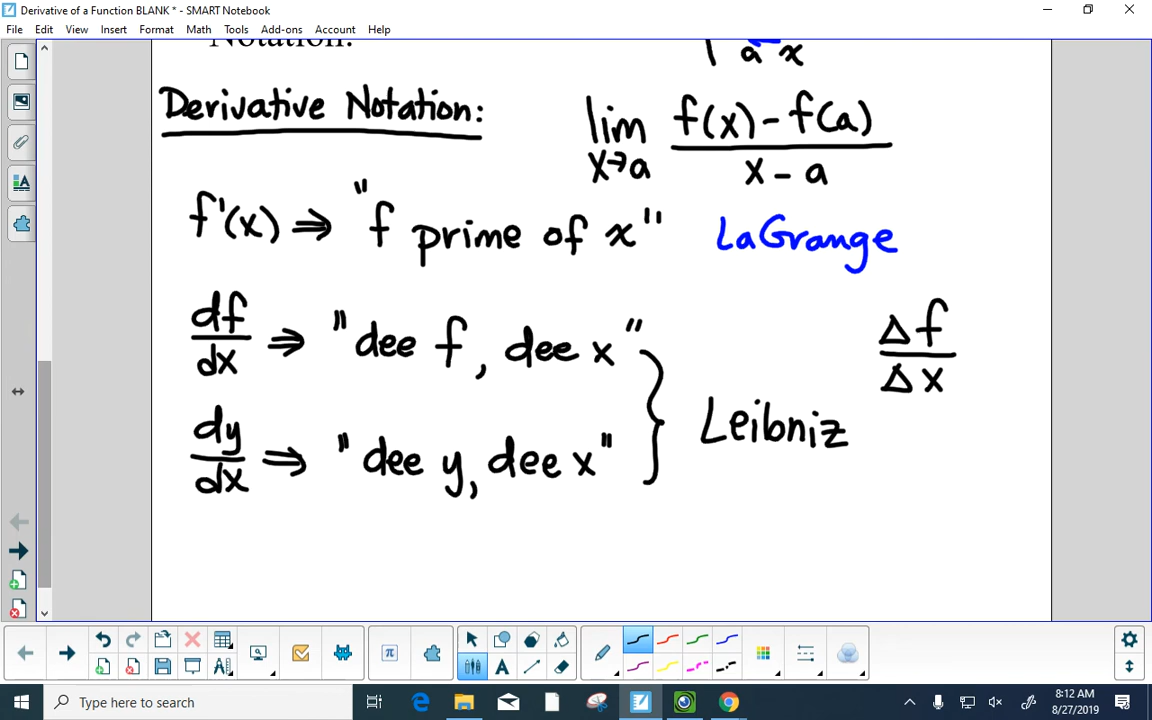 Derivative of a Function BLANK * - SMART Notebook
File Edit View Insert Format Math Tools Add-ons Account Help
Notation:
a x
Derivative Notation:
lim x→a f(x) - f(a) / x - a
f'(x) ⇒ "f prime of x" LaGrange
df/dx ⇒ "dee f, dee x"
Δf/Δx
Leibniz
dy/dx ⇒ "dee y, dee x"
Type here to search
8:12 AM
8/27/2019